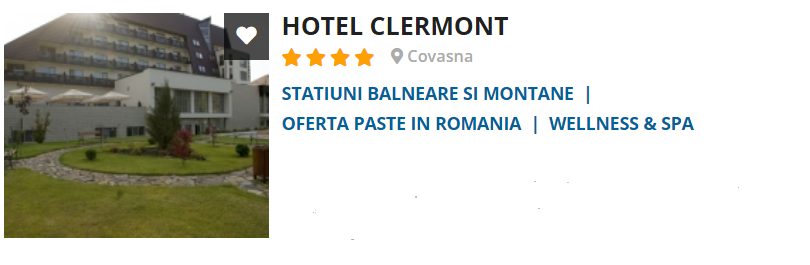 HOTEL CLERMONT
Covasna
STATIUNI BALNEARE SI MONTANE |
OFERTA PASTE IN ROMANIA | WELLNESS & SPA